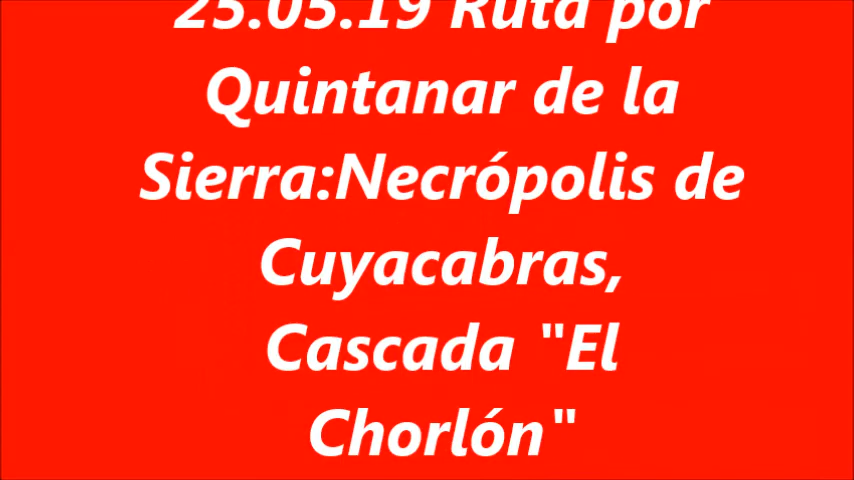 25.05.19 Ruta por
Quintanar de la
Sierra:Necrópolis de
Cuyacabras,
Cascada "El
Chorlón"